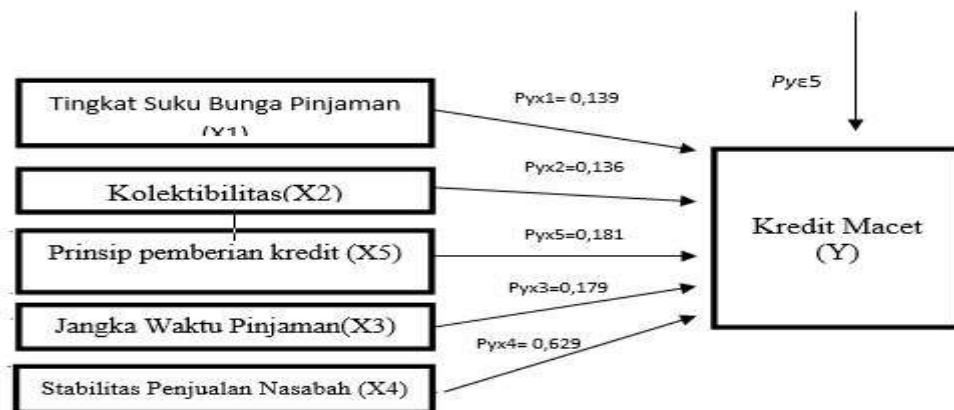 Pyε5
Tingkat Suku Bunga Pinjaman
(X1)
Pyx1= 0,139
Kolektibilitas(X2)
Pyx2=0,136
Prinsip pemberian kredit (X5)
Pyx5=0,181
Jangka Waktu Pinjaman(X3)
Pyx3=0,179
Stabilitas Penjualan Nasabah (X4)
Pyx4= 0,629
Kredit Macet
(Y)